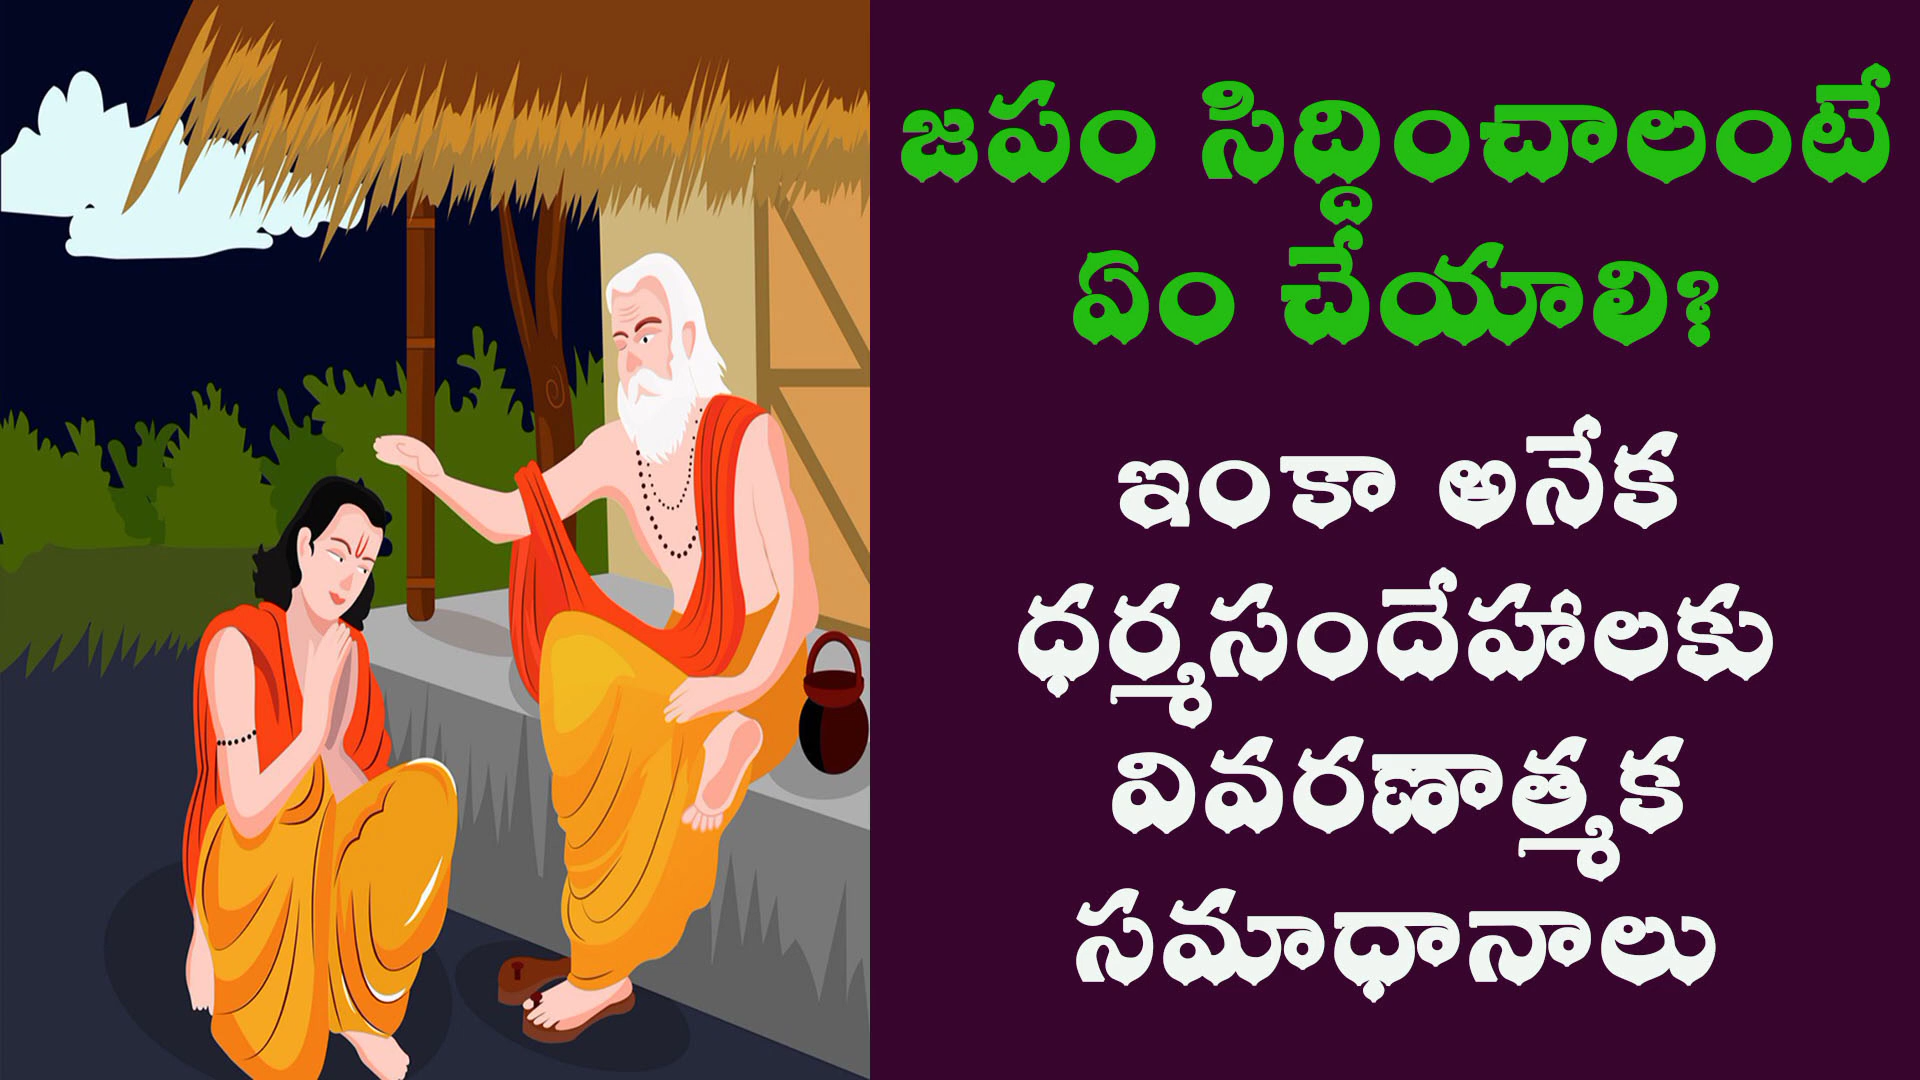 జపం సిద్ధించాలంటే
ఏం చేయాలి?
ఇంకా అనేక
ధర్మసందేహాలకు
వివరణాత్మక
సమాధానాలు